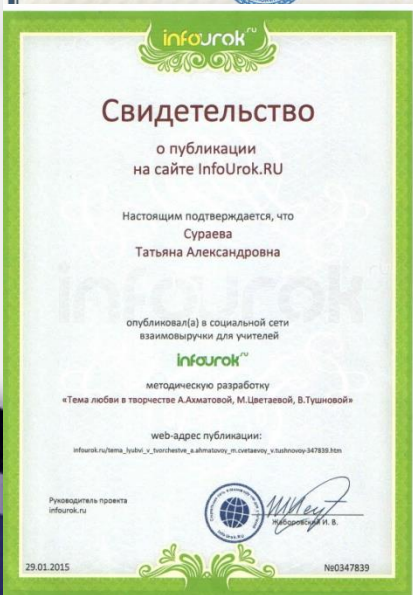 infourok.ru
Свидетельство
о публикации
на сайте InfoUrok.RU
Настоящим подтверждается, что
Сураева
Татьяна Александровна
опубликовал(а) в социальной сети
взаимовыручки для учителей
infourok.ru
методическую разработку
«Тема любви в творчестве А.Ахматовой, М.Цветаевой, В.Тушновой»
web-адрес публикации:
infourok.ru/tema_lyubvi_v_tvorchestve_a.ahmatovoy_m.cvetaevoy_v.tushnovoy-347839.htm
Руководитель проекта
infourok.ru
Жаборовский И. В.
29.01.2015
№0347839